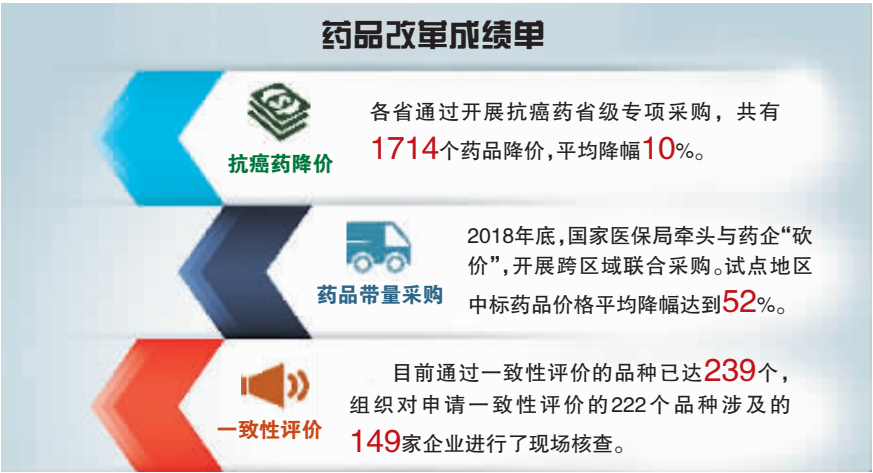 药品改革成绩单
抗癌药降价
各省通过开展抗癌药省级专项采购，共有
1714个药品降价，平均降幅10%。
药品带量采购
2018年底，国家医保局牵头与药企“砍
价”，开展跨区域联合采购。试点地区
中标药品价格平均降幅达到52%。
一致性评价
目前通过一致性评价的品种已达239个，
组织对申请一致性评价的222个品种涉及的
149家企业进行了现场核查。